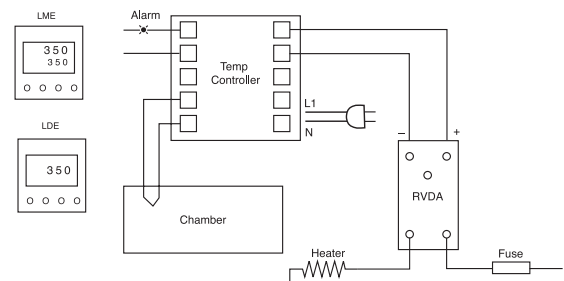 LME
350
350
Alarm
Temp
Controller
L1
N
LDE
350
Chamber
–
+
RVDA
Heater
Fuse